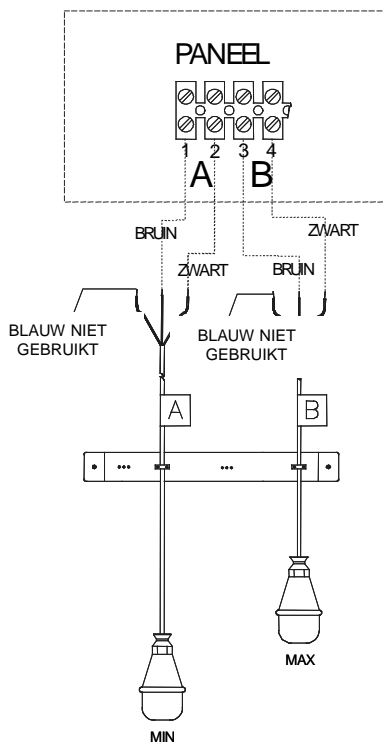 PANEEL
1 2 3 4
A B
BRUIN
ZWART
ZWART
BRUIN
BLAUW NIET
GEBRUIKT
BLAUW NIET
GEBRUIKT
A
B
MAX
MIN